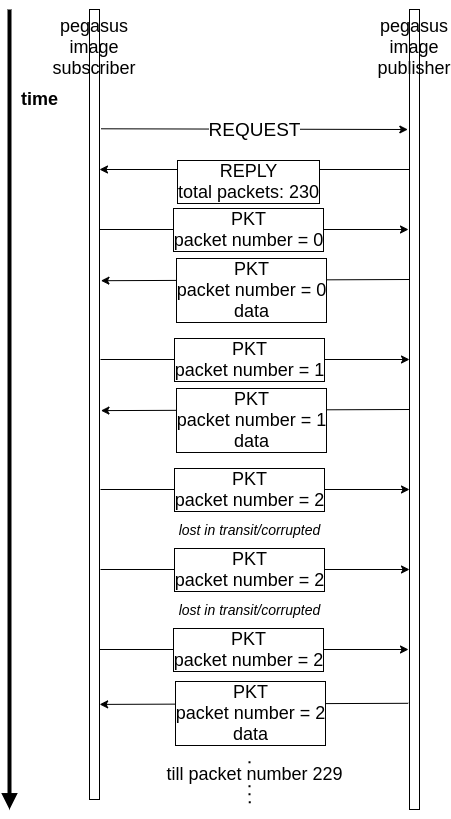 pegasus
image
subscriber
pegasus
image
publisher
time
REQUEST
REPLY
total packets: 230
PKT
packet number = 0
PKT
packet number = 0
data
PKT
packet number = 1
PKT
packet number = 1
data
PKT
packet number = 2
lost in transit/corrupted
PKT
packet number = 2
lost in transit/corrupted
PKT
packet number = 2
PKT
packet number = 2
data
till packet number 229